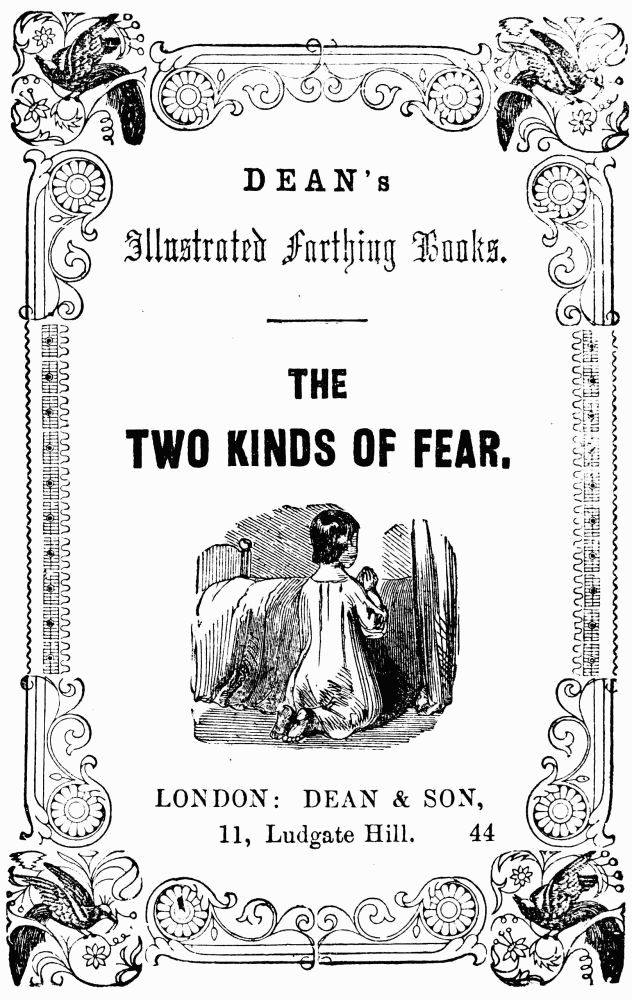 DEAN's
Illustrated Farthing Books.
THE
TWO KINDS OF FEAR.
LONDON: DEAN & SON,
11, Ludgate Hill. 44